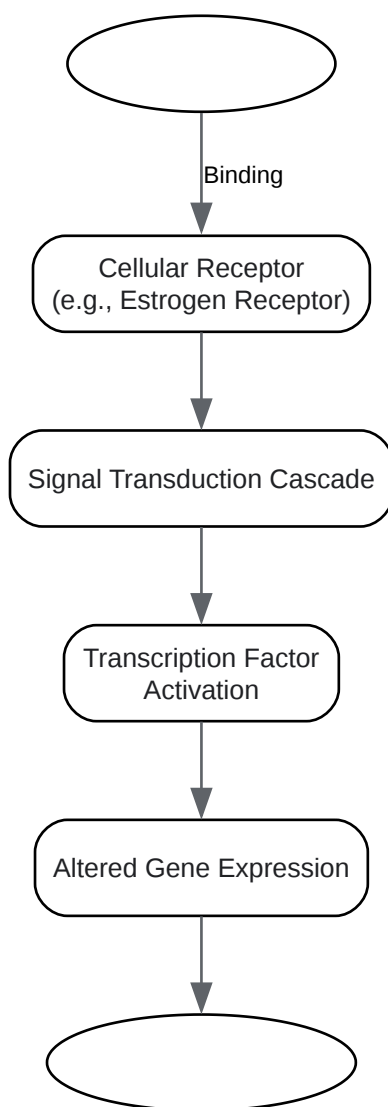 Binding
Cellular Receptor
(e.g., Estrogen Receptor)
Signal Transduction Cascade
Transcription Factor
Activation
Altered Gene Expression